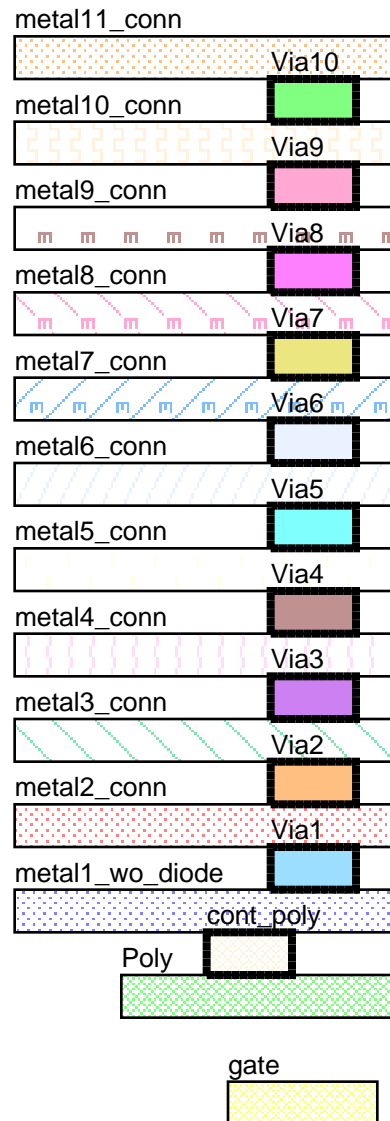 metal11_conn
Via10
metal10_conn
Via9
metal9_conn
Via8
metal8_conn
Via7
metal7_conn
Via6
metal6_conn
Via5
metal5_conn
Via4
metal4_conn
Via3
metal3_conn
Via2
metal2_conn
Via1
metal1_wo_diode
cont_poly
Poly
gate